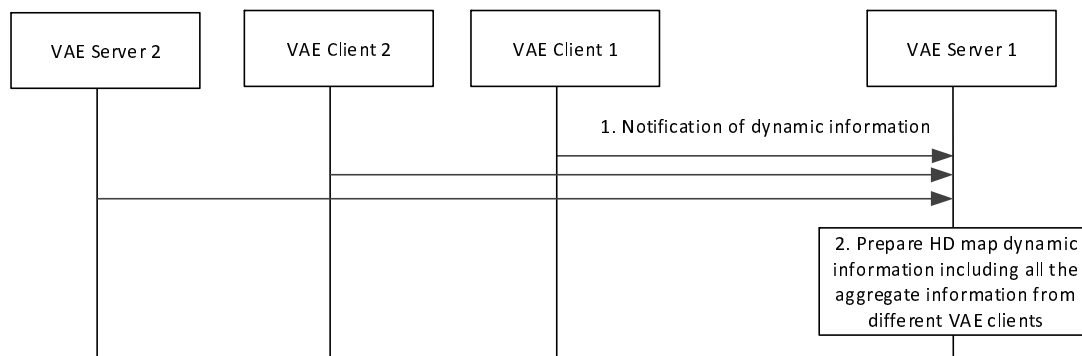 VAE Server 2
VAE Client 2
VAE Client 1
VAE Server 1
1. Notification of dynamic information
2. Prepare HD map dynamic
information including all the
aggregate information from
different VAE clients